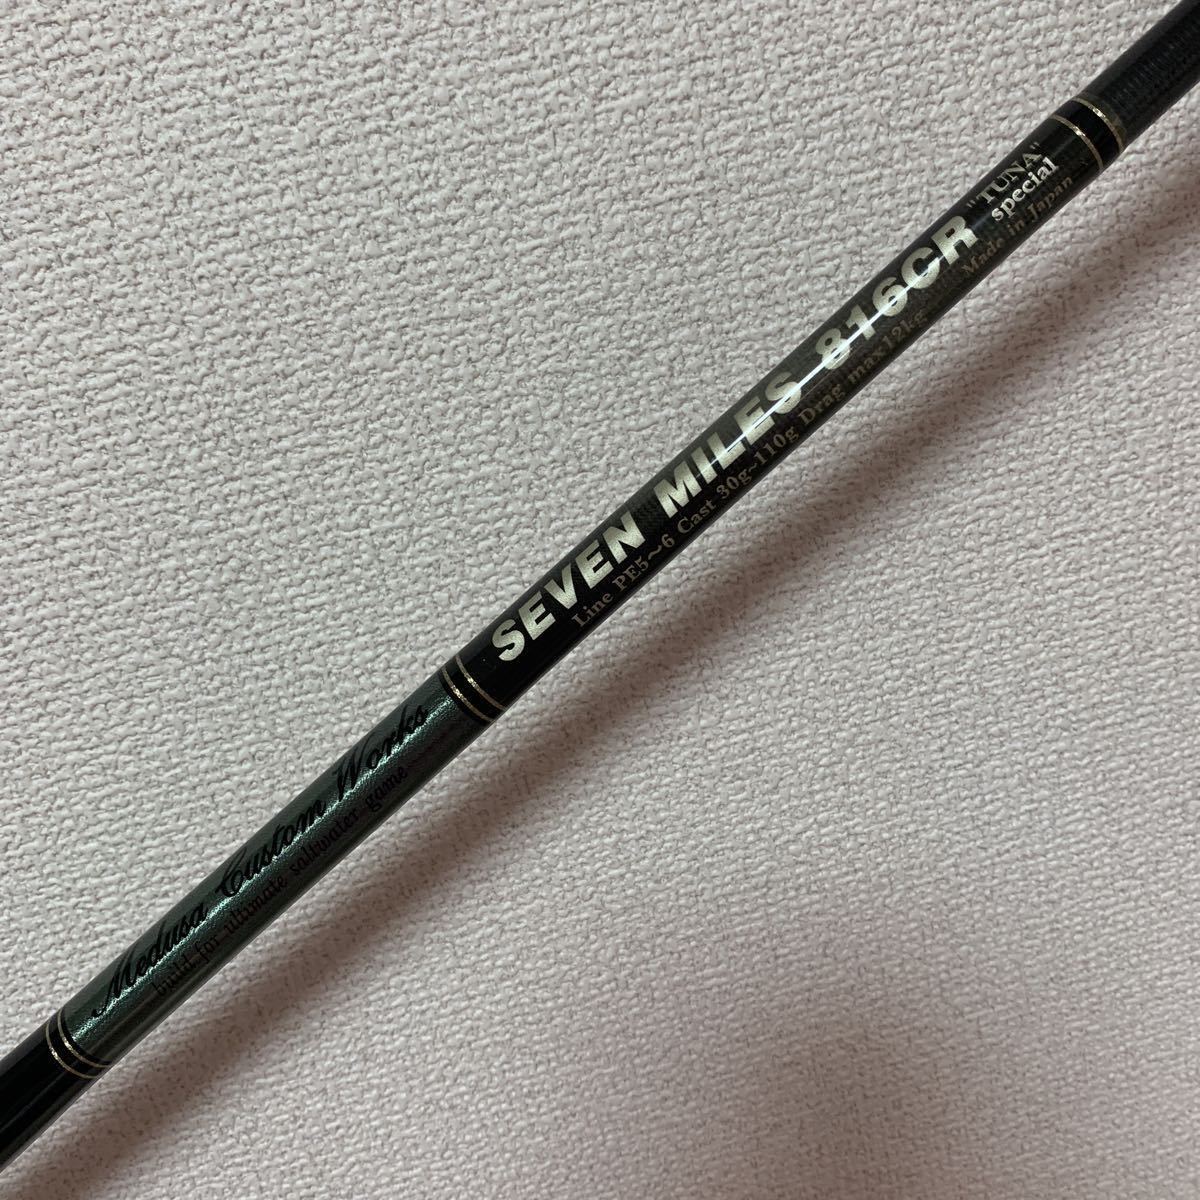 Medusa Custom Works
build for ultimate saltwater game
SEVEN MILES 816CR "TUNA" special
Line PE5～6 Cast 30g~110g Drag max12kg Made in Japan